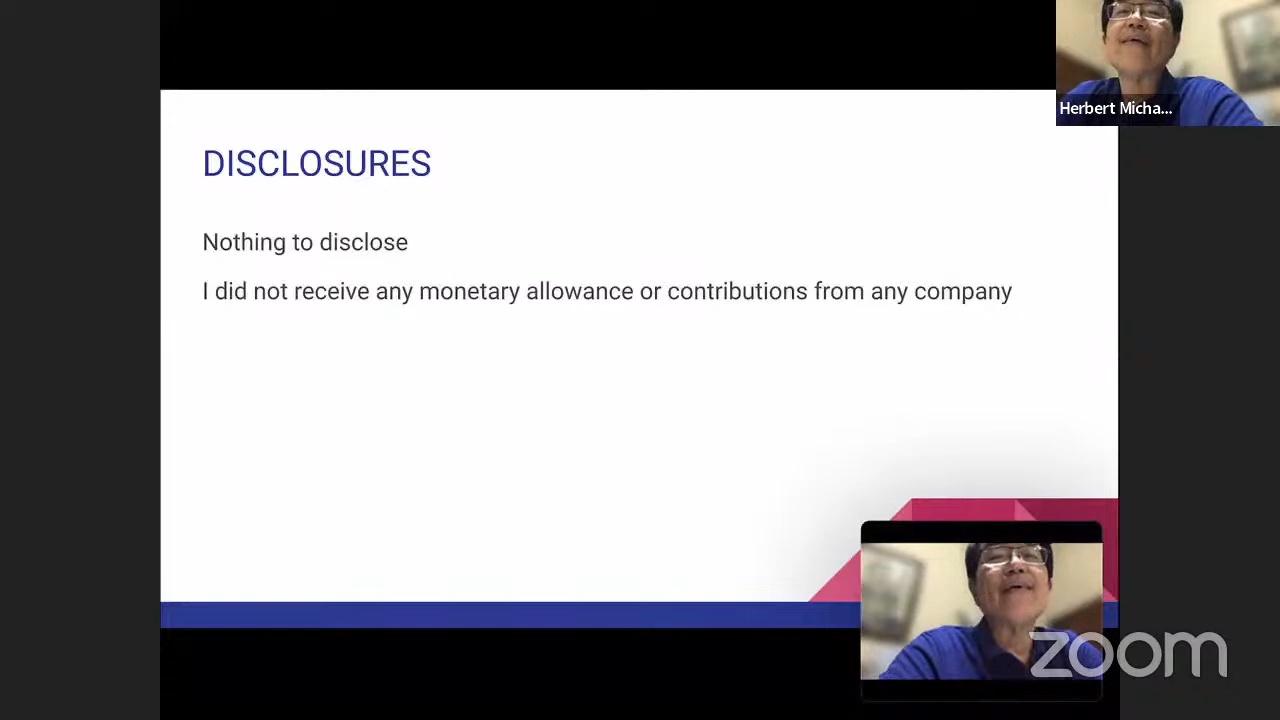 Herbert Micha...
DISCLOSURES
Nothing to disclose
I did not receive any monetary allowance or contributions from any company
zoom